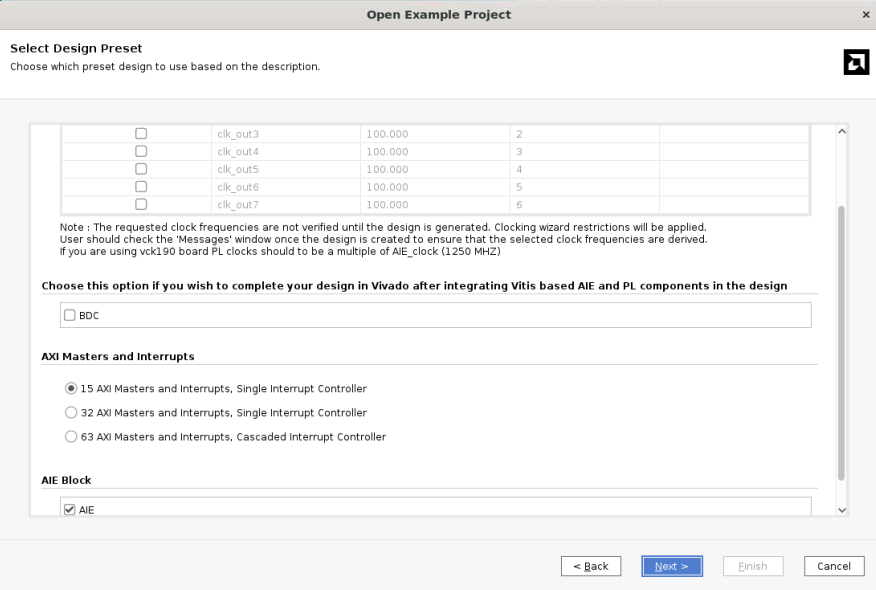 Open Example Project
×
Select Design Preset
Choose which preset design to use based on the description.
clk_out3 100.000 2
clk_out4 100.000 3
clk_out5 100.000 4
clk_out6 100.000 5
clk_out7 100.000 6
Note : The requested clock frequencies are not verified until the design is generated. Clocking wizard restrictions will be applied.
User should check the 'Messages' window once the design is created to ensure that the selected clock frequencies are derived.
If you are using vck190 board PL clocks should to be a multiple of AIE_clock (1250 MHZ)
Choose this option if you wish to complete your design in Vivado after integrating Vitis based AIE and PL components in the design
BDC
AXI Masters and Interrupts
15 AXI Masters and Interrupts, Single Interrupt Controller
32 AXI Masters and Interrupts, Single Interrupt Controller
63 AXI Masters and Interrupts, Cascaded Interrupt Controller
AIE Block
AIE
< Back Next > Finish Cancel